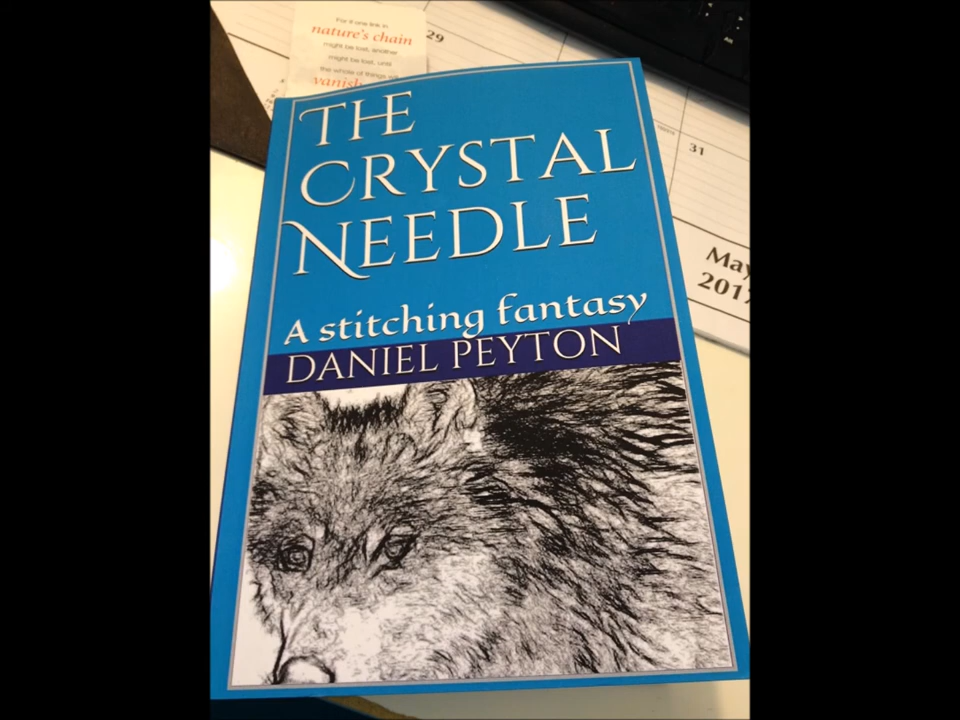 For if one link in
nature's chain
might be lost, another
might be lost, until
the whole of things
vanish
29
31
May
2017
THE
CRYSTAL
NEEDLE
A stitching fantasy
DANIEL PEYTON